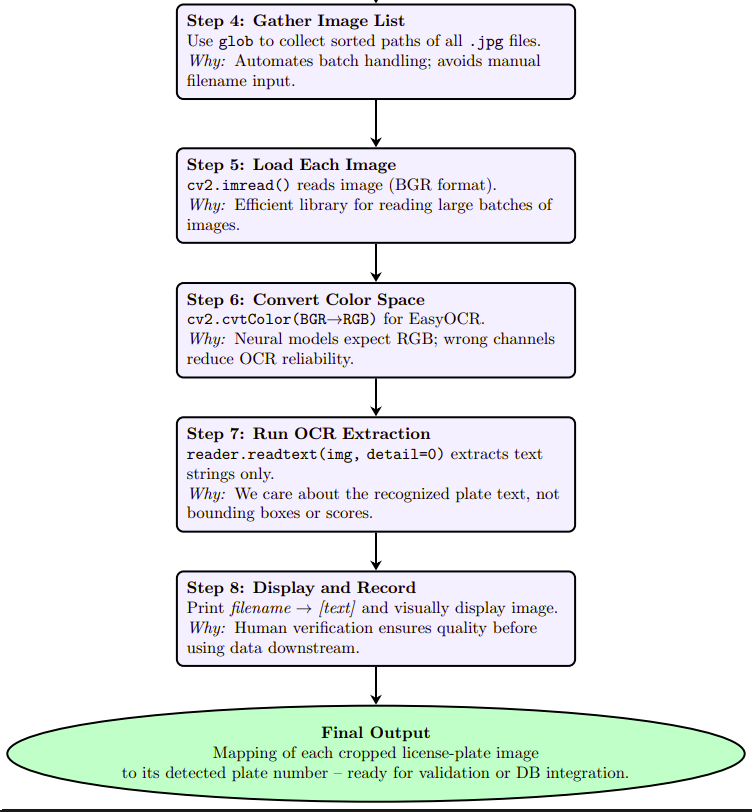 Step 4: Gather Image List
Use glob to collect sorted paths of all .jpg files.
Why: Automates batch handling; avoids manual
filename input.
Step 5: Load Each Image
cv2.imread() reads image (BGR format).
Why: Efficient library for reading large batches of
images.
Step 6: Convert Color Space
cv2.cvtColor(BGR→RGB) for EasyOCR.
Why: Neural models expect RGB; wrong channels
reduce OCR reliability.
Step 7: Run OCR Extraction
reader.readtext(img, detail=0) extracts text
strings only.
Why: We care about the recognized plate text, not
bounding boxes or scores.
Step 8: Display and Record
Print filename → [text] and visually display image.
Why: Human verification ensures quality before
using data downstream.
Final Output
Mapping of each cropped license-plate image
to its detected plate number – ready for validation or DB integration.